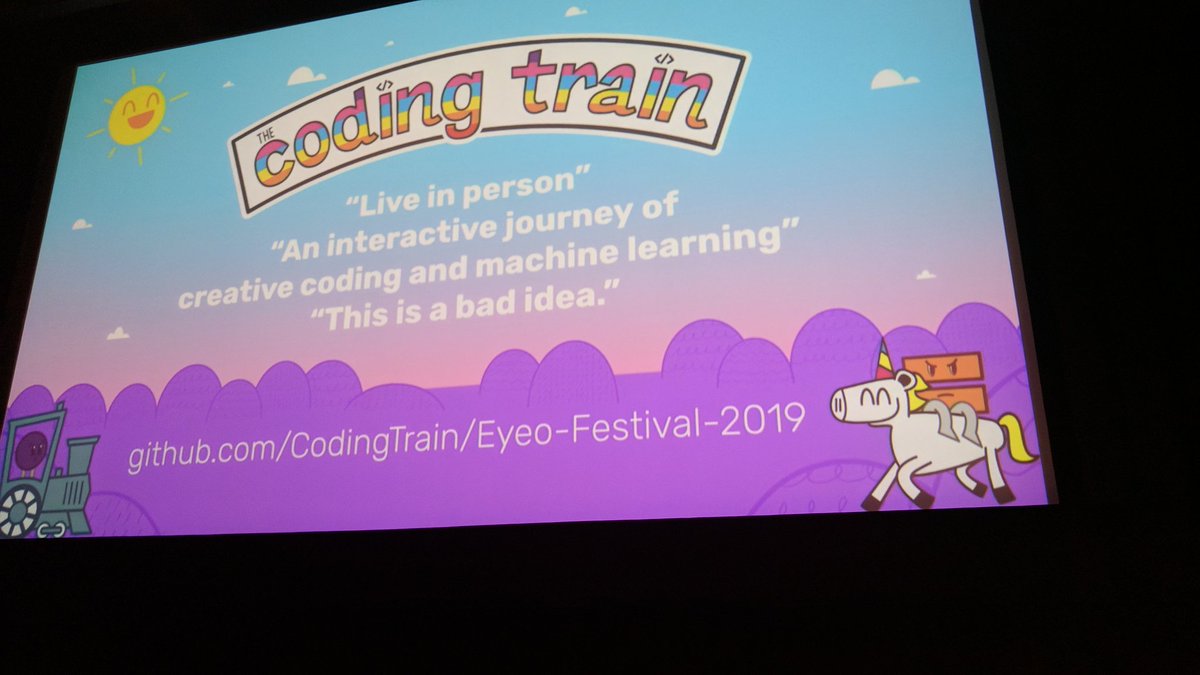 THE coding train
“Live in person”
“An interactive journey of
creative coding and machine learning”
“This is a bad idea.”
github.com/CodingTrain/Eyeo-Festival-2019